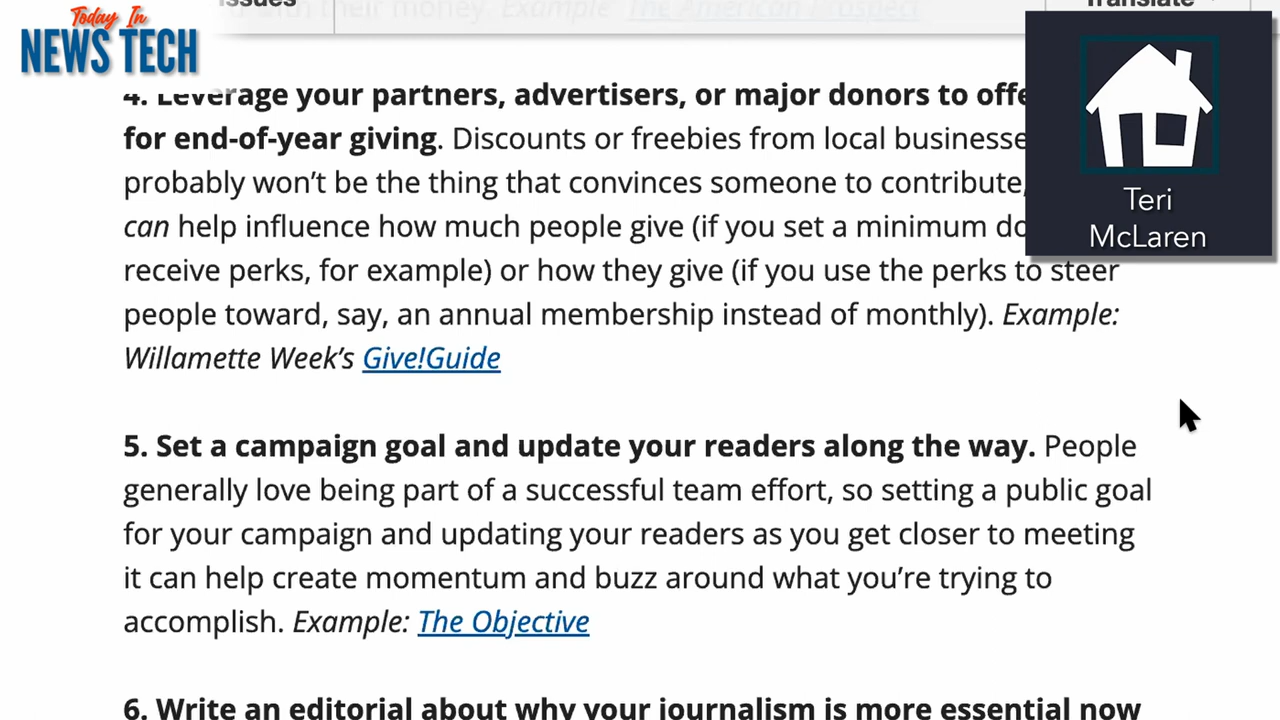 Today In
NEWS TECH
with their money. Example: The American Prospect
4. Leverage your partners, advertisers, or major donors to
for end-of-year giving. Discounts or freebies from local
probably won’t be the thing that convinces someone to contribute,
can help influence how much people give (if you set a minimum
receive perks, for example) or how they give (if you use the perks to steer
people toward, say, an annual membership instead of monthly). Example:
Willamette Week’s Give!Guide
5. Set a campaign goal and update your readers along the way. People
generally love being part of a successful team effort, so setting a public goal
for your campaign and updating your readers as you get closer to meeting
it can help create momentum and buzz around what you’re trying to
accomplish. Example: The Objective
6. Write an editorial about why your journalism is more essential now
Teri
McLaren